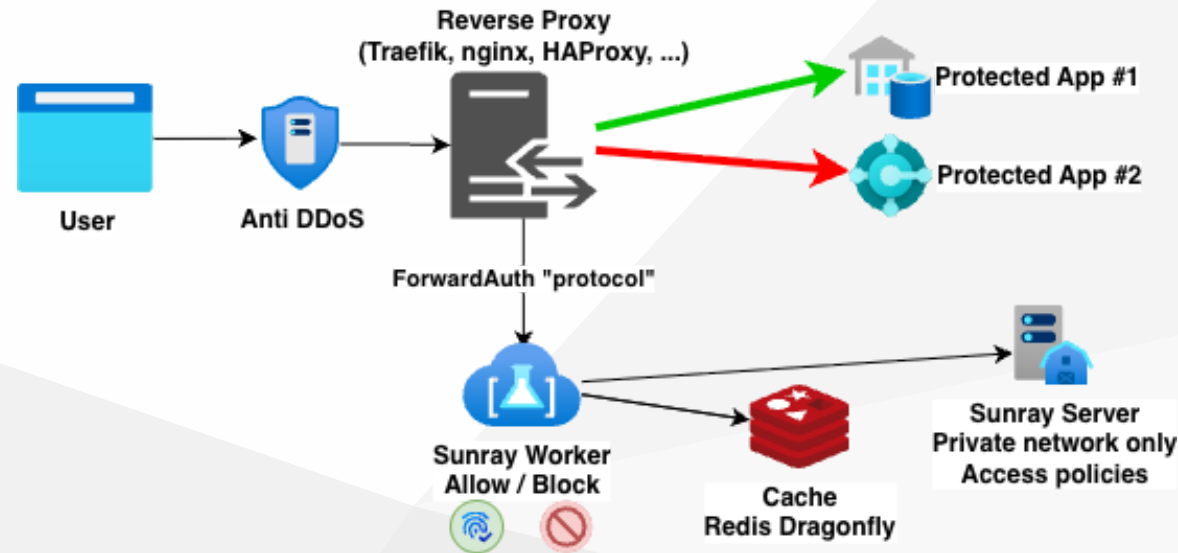 Reverse Proxy
(Traefik, nginx, HAProxy, ...)
Protected App #1
Protected App #2
User
Anti DDoS
ForwardAuth "protocol"
Sunray Worker
Allow / Block
Cache
Redis Dragonfly
Sunray Server
Private network only
Access policies